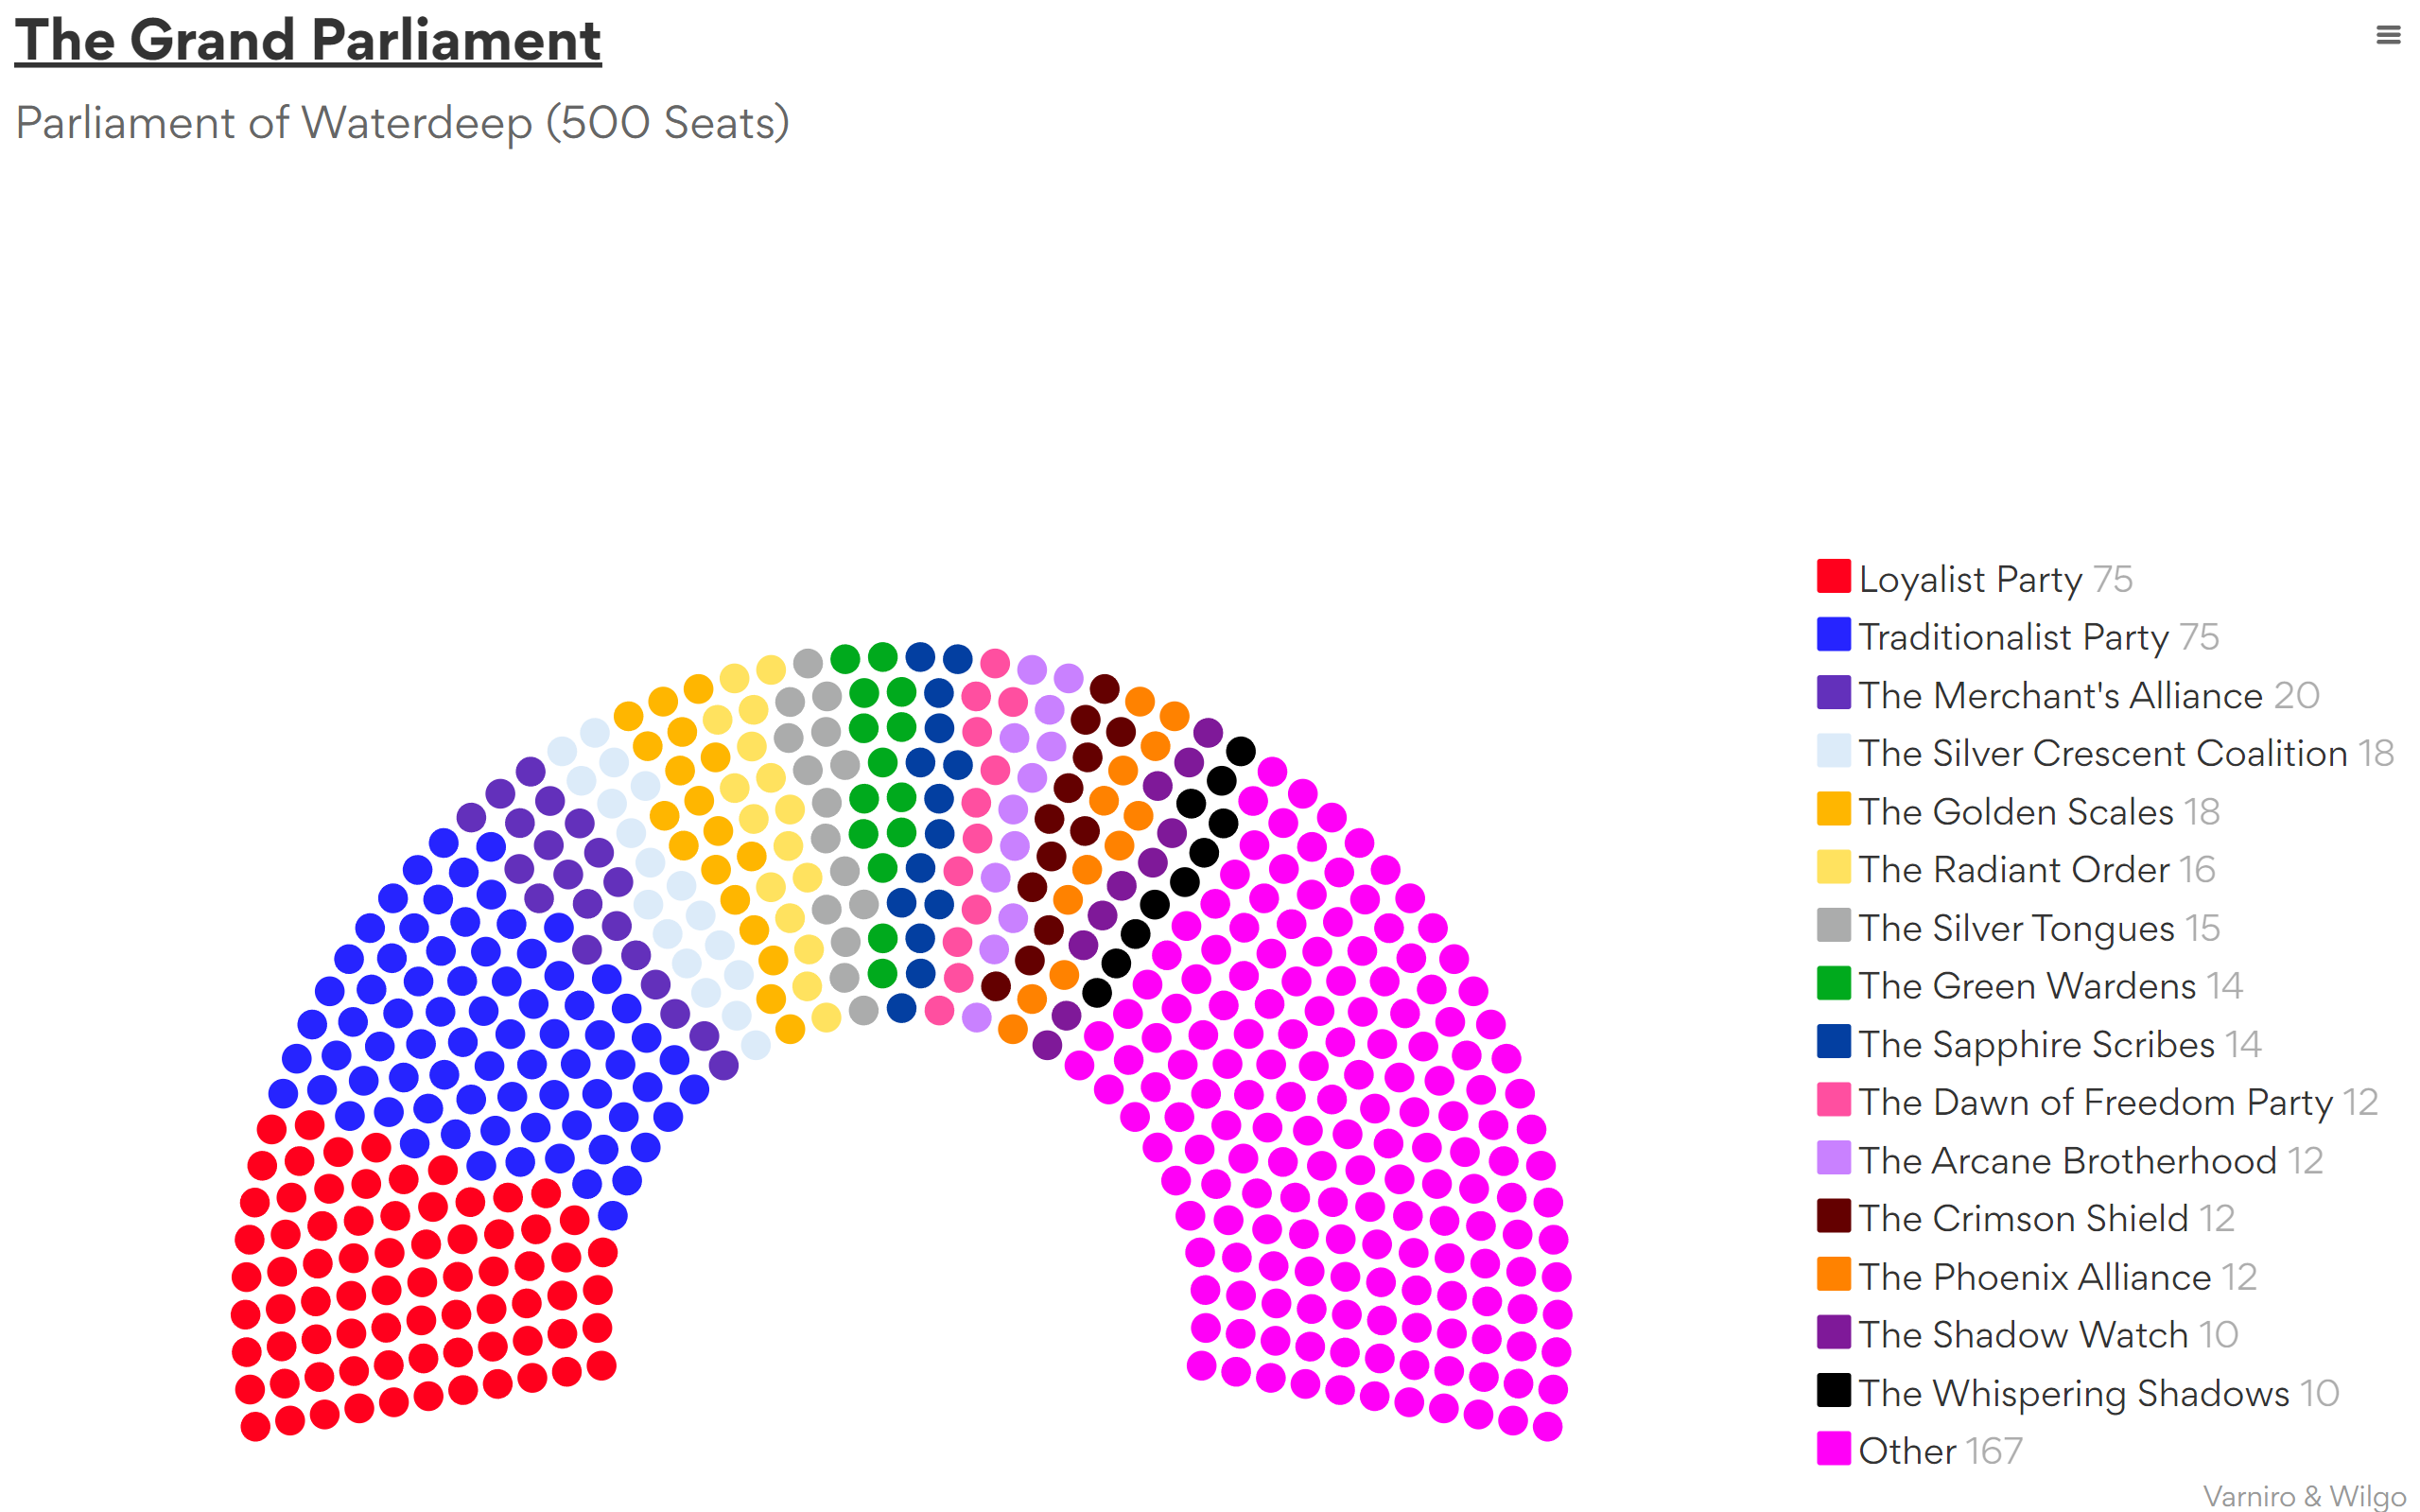 The Grand Parliament
Parliament of Waterdeep (500 Seats)
Loyalist Party 75
Traditionalist Party 75
The Merchant's Alliance 20
The Silver Crescent Coalition 18
The Golden Scales 18
The Radiant Order 16
The Silver Tongues 15
The Green Wardens 14
The Sapphire Scribes 14
The Dawn of Freedom Party 12
The Arcane Brotherhood 12
The Crimson Shield 12
The Phoenix Alliance 12
The Shadow Watch 10
The Whispering Shadows 10
Other 167
Varniro & Wilgo